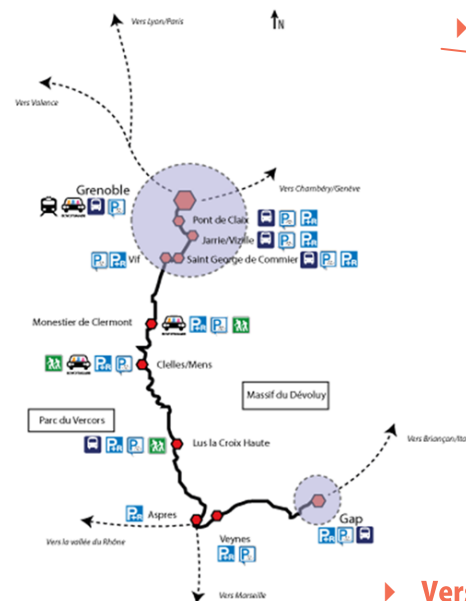 Vers Lyon/Paris
N
Vers Valence
Grenoble
Vers Chambéry/Genève
Pont de Claix
Jarrie/Vizille
Vif
Saint George de Commier
Monestier de Clermont
Clelles/Mens
Massif du Dévoluy
Parc du Vercors
Lus la Croix Haute
Vers Briançon/Ita
Aspres
Gap
Vers la vallée du Rhône
Veynes
Vers Marseille
Vers